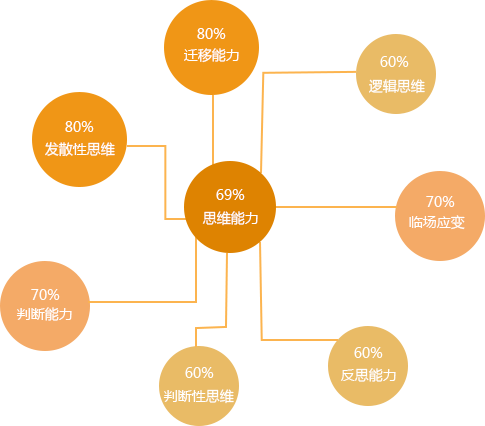 80%
迁移能力
60%
逻辑思维
80%
发散性思维
69%
思维能力
70%
临场应变
70%
判断能力
60%
判断性思维
60%
反思能力